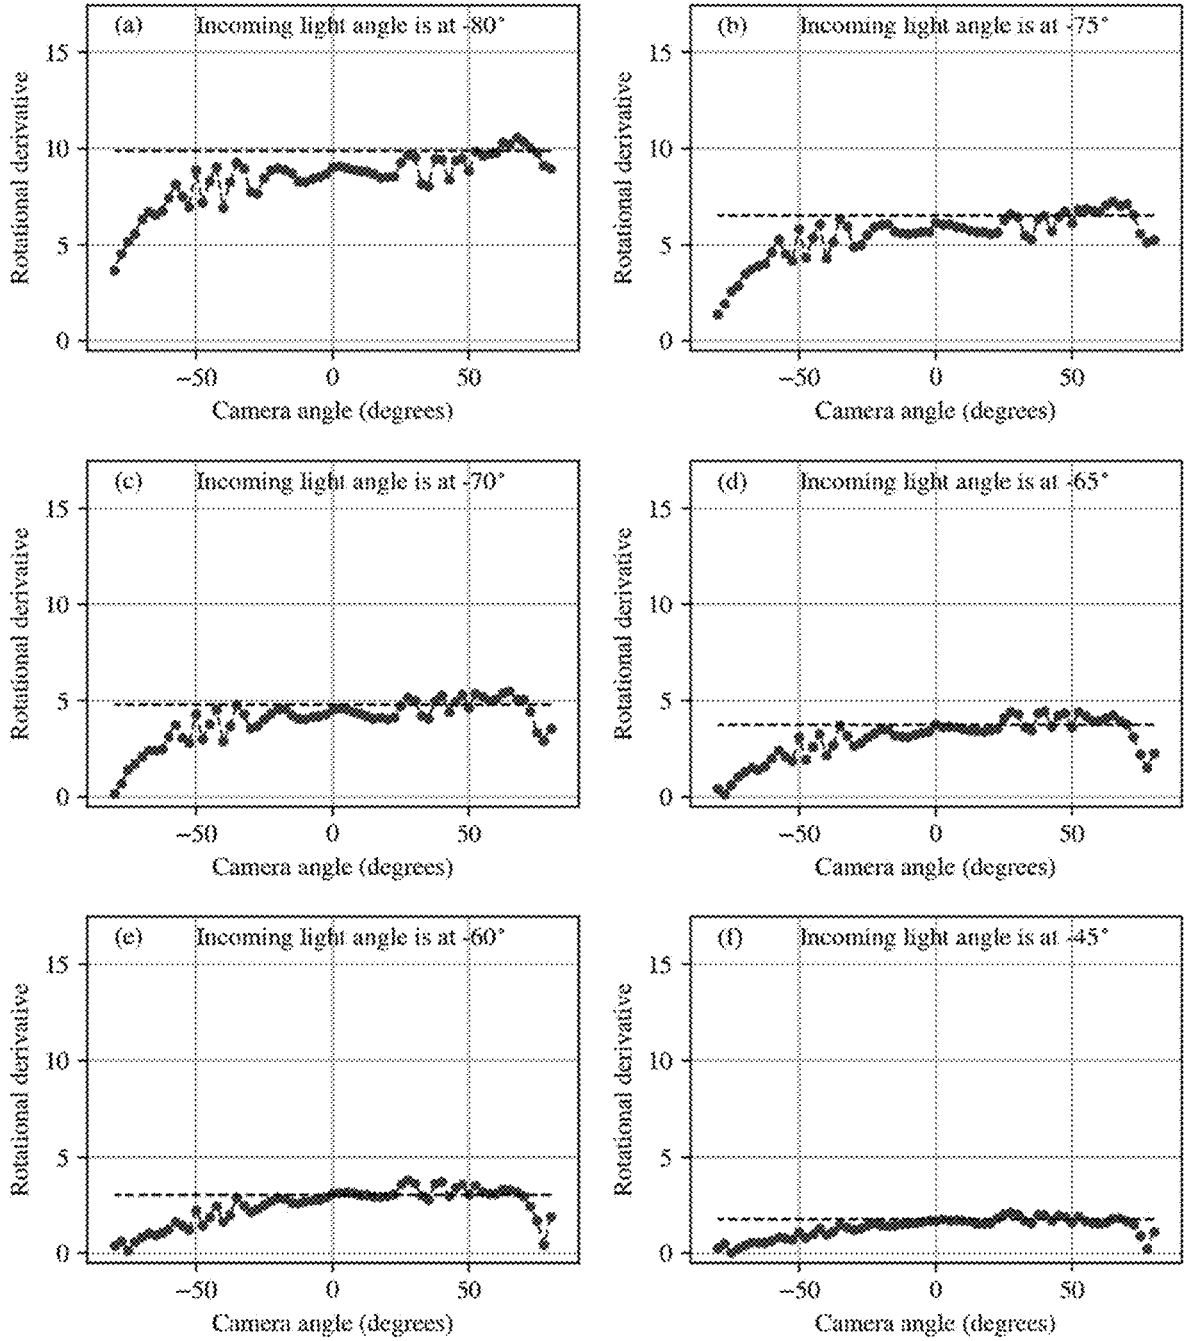 (a) Incoming light angle is at -80°
15
10
5
0
Rotational derivative
-50 0 50
Camera angle (degrees)
(b) Incoming light angle is at -75°
15
10
5
0
Rotational derivative
-50 0 50
Camera angle (degrees)
(c) Incoming light angle is at -70°
15
10
5
0
Rotational derivative
-50 0 50
Camera angle (degrees)
(d) Incoming light angle is at -65°
15
10
5
0
Rotational derivative
-50 0 50
Camera angle (degrees)
(e) Incoming light angle is at -60°
15
10
5
0
Rotational derivative
-50 0 50
Camera angle (degrees)
(f) Incoming light angle is at -45°
15
10
5
0
Rotational derivative
-50 0 50
Camera angle (degrees)